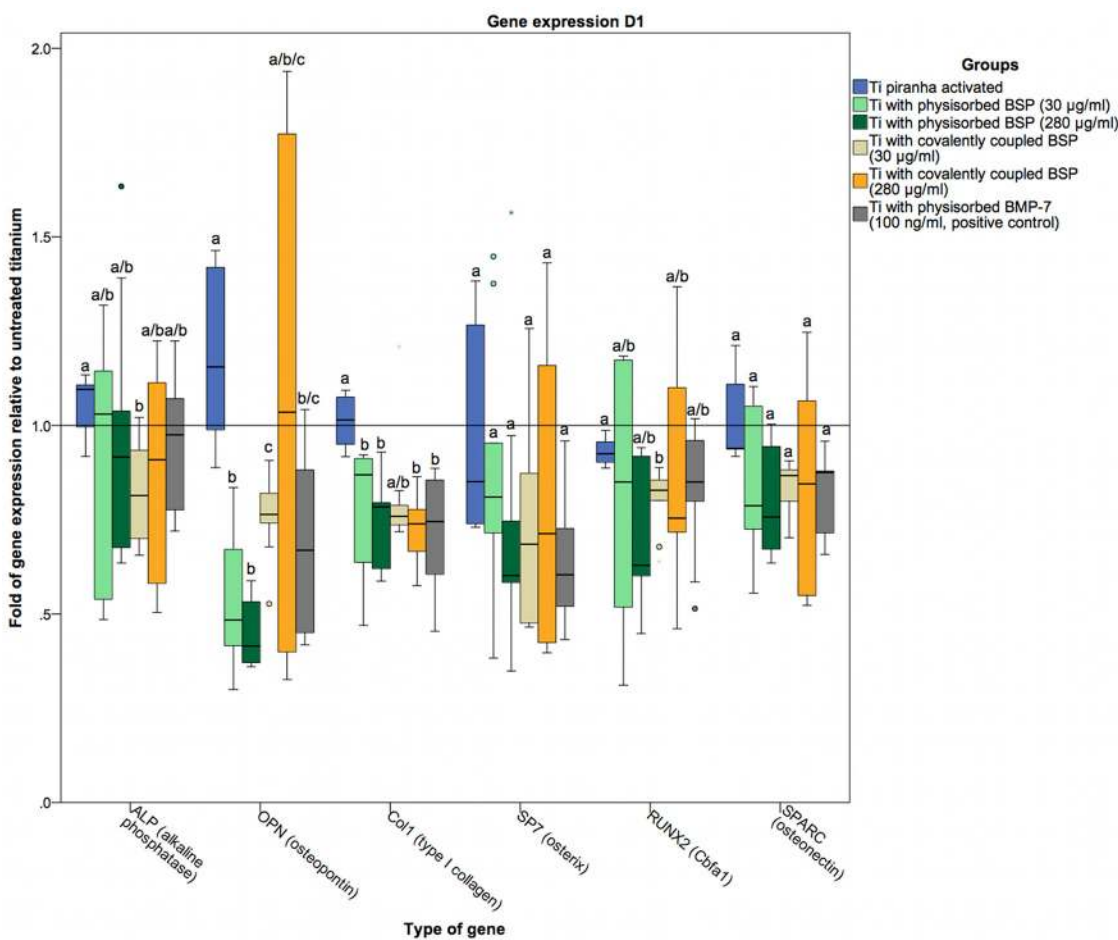 Gene expression D1
Fold of gene expression relative to untreated titanium
2.0
1.5
1.0
.5
.0
a
a/b
a/b
b
a/b
a/b
a
b
b
c
a/b/c
b/c
a
b
b
a/b
b
b
a
a
a
a
a
a
a/b
a/b
b
a/b
a/b
a
a
a
a
a
a
ALP (alkaline
phosphatase)
OPN (osteopontin)
Col1 (type I collagen)
SP7 (osterix)
RUNX2 (Cbfa1)
SPARC
(osteonectin)
Type of gene
Groups
Ti piranha activated
Ti with physisorbed BSP (30 µg/ml)
Ti with physisorbed BSP (280 µg/ml)
Ti with covalently coupled BSP
(30 µg/ml)
Ti with covalently coupled BSP
(280 µg/ml)
Ti with physisorbed BMP-7
(100 ng/ml, positive control)